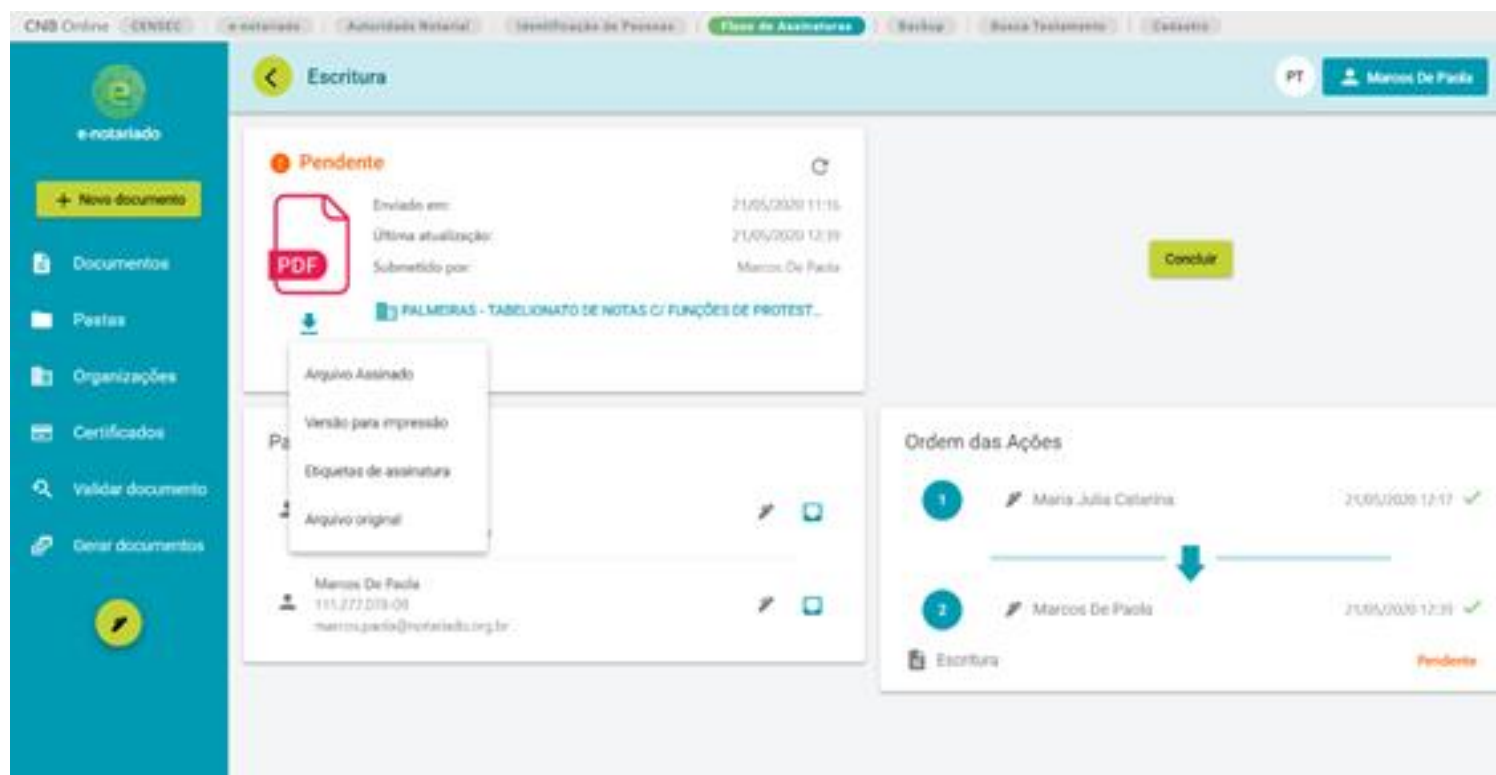 CNB Online CENSEC e-notariado Autoridade Notarial Identificação de Pessoas Fluxo de Assinaturas Backup Busca Testamento Cadastro
Escritura
PT Marcos De Paola
e-notariado
+ Novo documento
Documentos
Pastas
Organizações
Certificados
Validar documento
Gerar documentos
Pendente
Enviado em: 21/05/2020 11:16
Última atualização: 21/05/2020 12:39
Submetido por: Marcos De Paola
PDF
PALMEIRAS - TABELIONATO DE NOTAS C/ FUNÇÕES DE PROTEST...
Arquivo Assinado
Versão para impressão
Etiquetas de assinatura
Arquivo original
Concluir
Pa
Marcos De Paola
marcos.paola@notariado.org.br
Ordem das Ações
1 Maria Julia Catarina 21/05/2020 12:17
2 Marcos De Paola 21/05/2020 12:39
Escritura Pendente